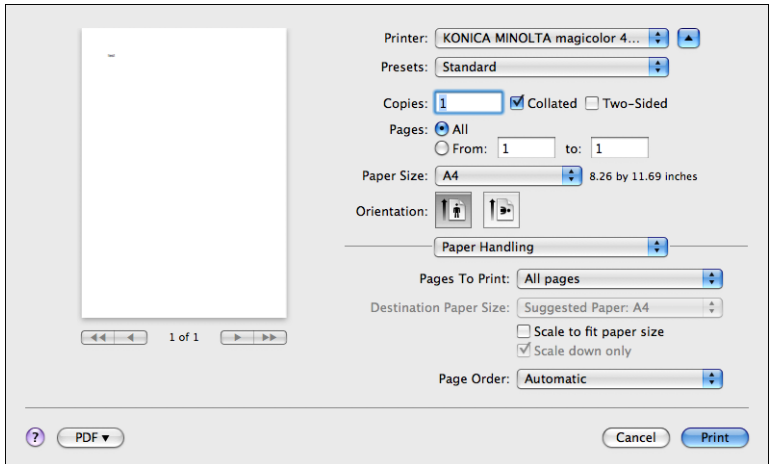 Printer: KONICA MINOLTA magicolor 4...
Presets: Standard
Copies: 1 Collated Two-Sided
Pages: All
From: 1 to: 1
Paper Size: A4 8.26 by 11.69 inches
Orientation:
Paper Handling
Pages To Print: All pages
Destination Paper Size: Suggested Paper: A4
Scale to fit paper size
Scale down only
Page Order: Automatic
1 of 1
? PDF Cancel Print